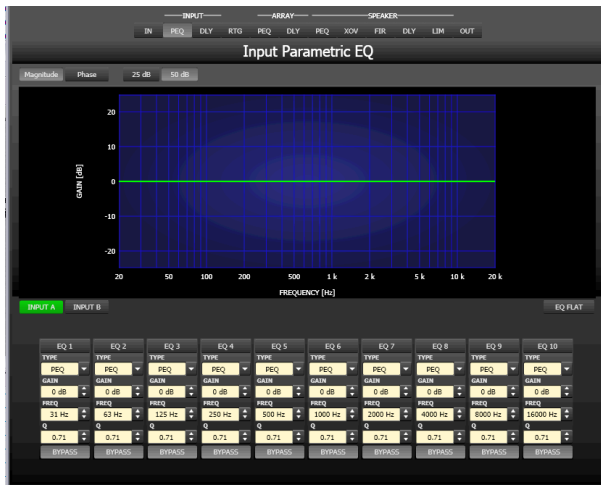 INPUT ARRAY SPEAKER
IN PEQ DLY RTG PEQ DLY PEQ XOV FIR DLY LIM OUT
Input Parametric EQ
Magnitude Phase 25 dB 50 dB
20
10
GAIN [dB]
0
-10
-20
20 50 100 200 500 1 k 2 k 5 k 10 k 20 k
FREQUENCY [Hz]
INPUT A INPUT B EQ FLAT
EQ 1 EQ 2 EQ 3 EQ 4 EQ 5 EQ 6 EQ 7 EQ 8 EQ 9 EQ 10
TYPE TYPE TYPE TYPE TYPE TYPE TYPE TYPE TYPE TYPE
PEQ PEQ PEQ PEQ PEQ PEQ PEQ PEQ PEQ PEQ
GAIN GAIN GAIN GAIN GAIN GAIN GAIN GAIN GAIN GAIN
0 dB 0 dB 0 dB 0 dB 0 dB 0 dB 0 dB 0 dB 0 dB 0 dB
FREQ FREQ FREQ FREQ FREQ FREQ FREQ FREQ FREQ FREQ
31 Hz 63 Hz 125 Hz 250 Hz 500 Hz 1000 Hz 2000 Hz 4000 Hz 8000 Hz 16000 Hz
Q Q Q Q Q Q Q Q Q Q
0.71 0.71 0.71 0.71 0.71 0.71 0.71 0.71 0.71 0.71
BYPASS BYPASS BYPASS BYPASS BYPASS BYPASS BYPASS BYPASS BYPASS BYPASS